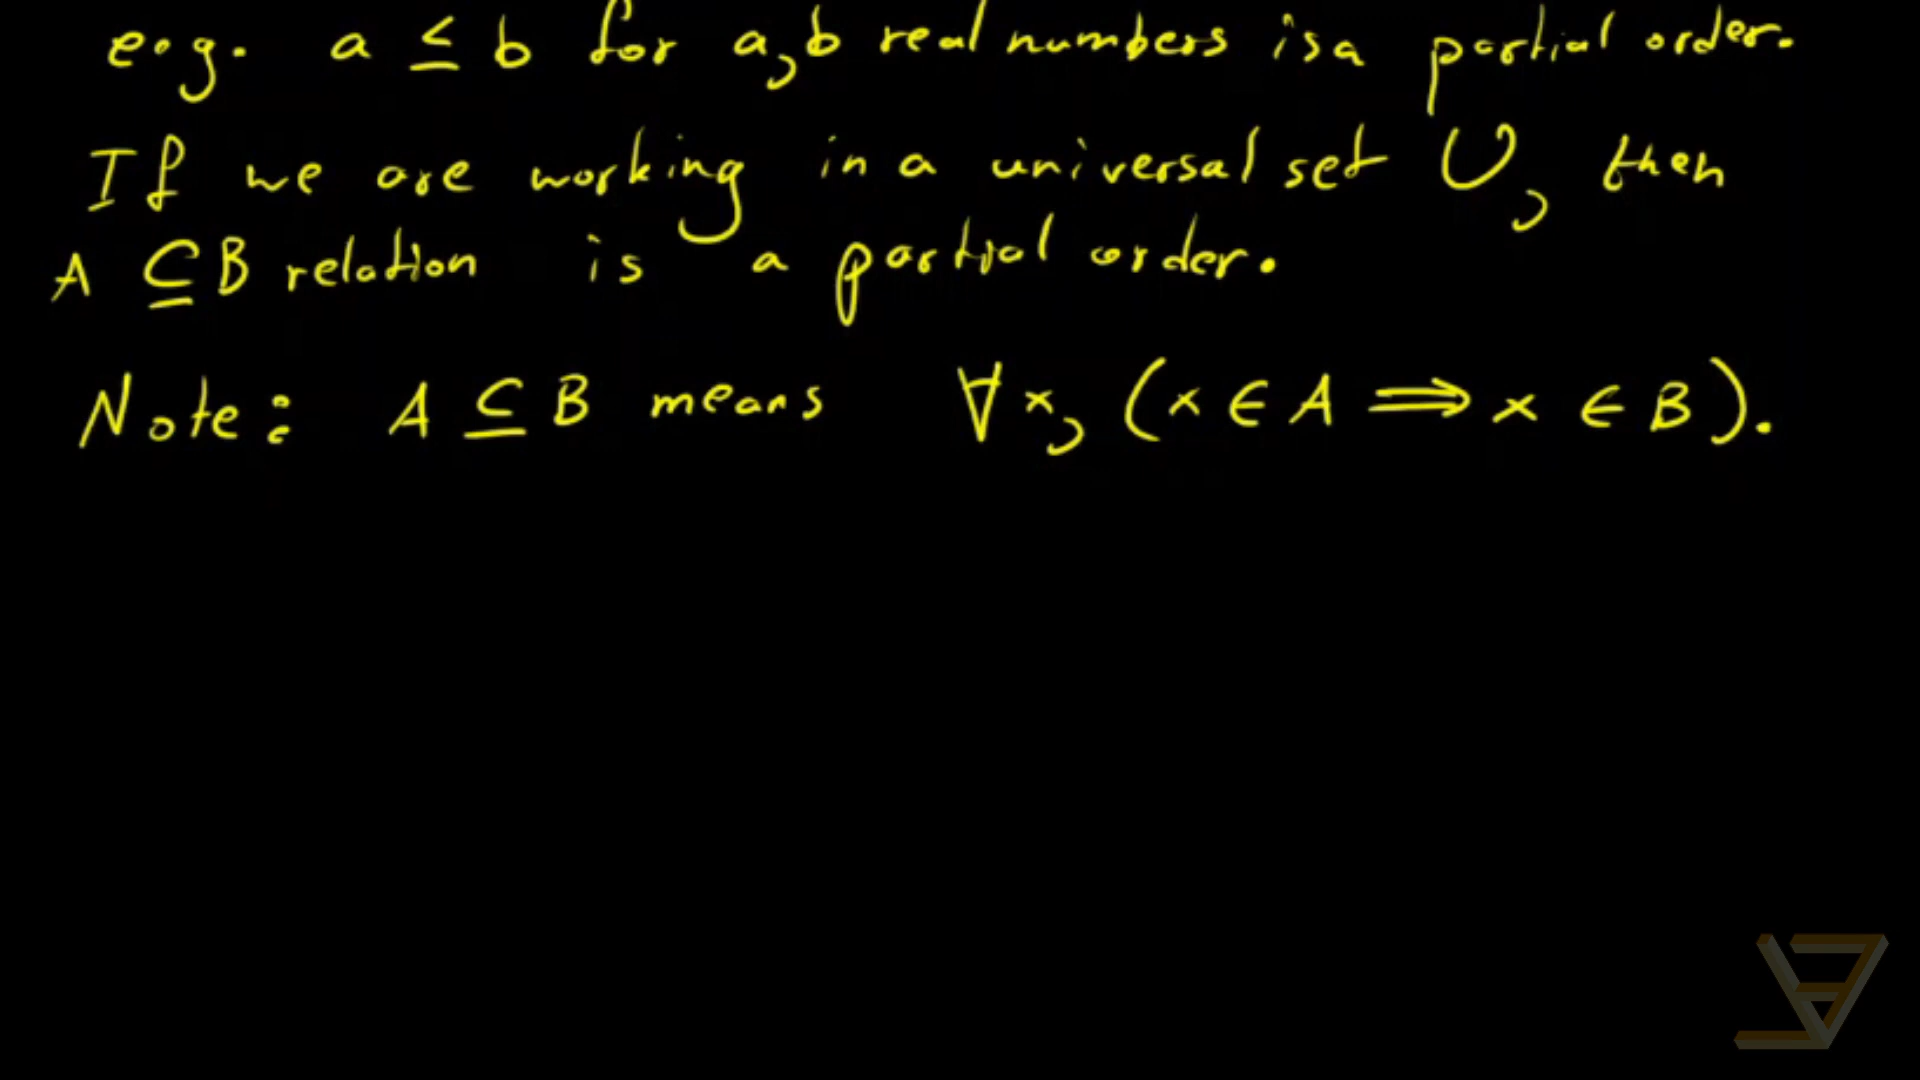 e.g. a ≤ b for a, b real numbers is a partial order.
If we are working in a universal set U, then
A ⊆ B relation is a partial order.
Note: A ⊆ B means ∀x, (x ∈ A ⟹ x ∈ B).